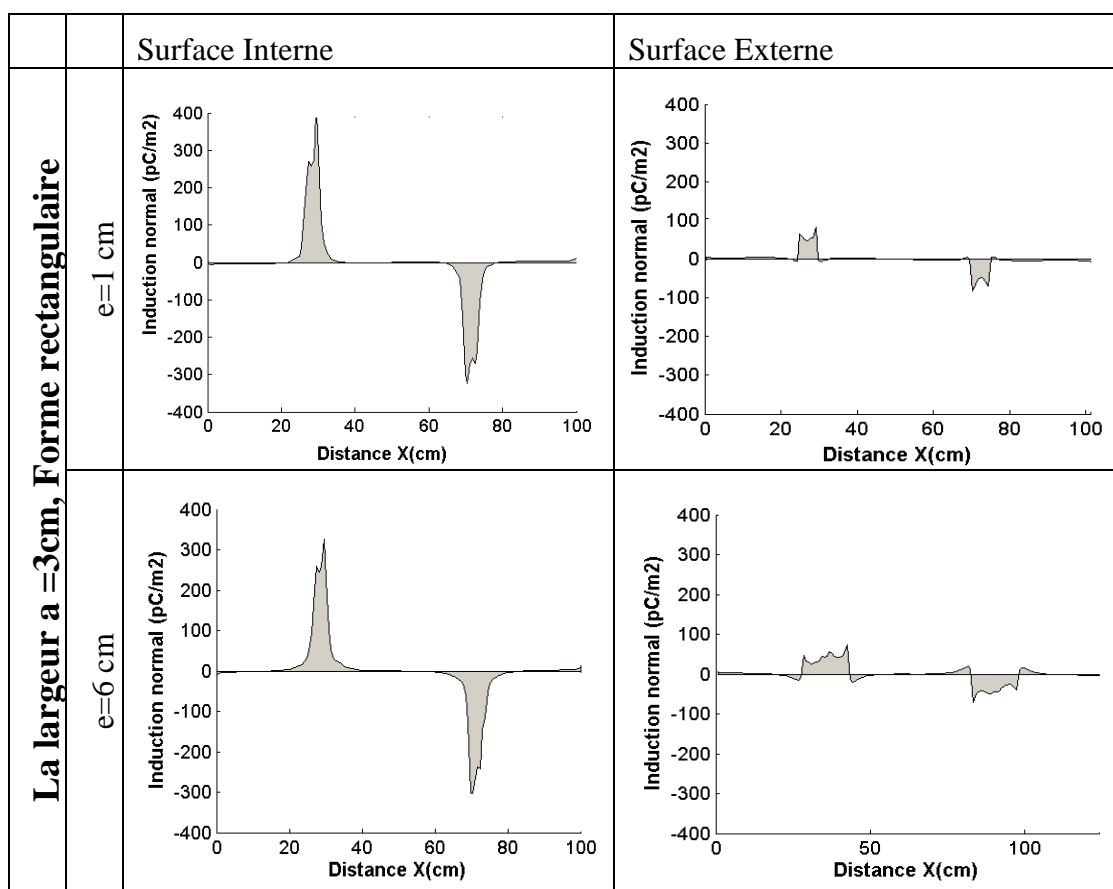 Surface Interne
Surface Externe
La largeur a =3cm, Forme rectangulaire
e=1 cm
Induction normal (pC/m2)
400
300
200
100
0
-100
-200
-300
-400
0 20 40 60 80 100
Distance X(cm)
Induction normal (pC/m2)
400
300
200
100
0
-100
-200
-300
-400
0 20 40 60 80 100
Distance X(cm)
e=6 cm
Induction normal (pC/m2)
400
300
200
100
0
-100
-200
-300
-400
0 20 40 60 80 100
Distance X(cm)
Induction normal (pC/m2)
400
300
200
100
0
-100
-200
-300
-400
0 50 100
Distance X(cm)